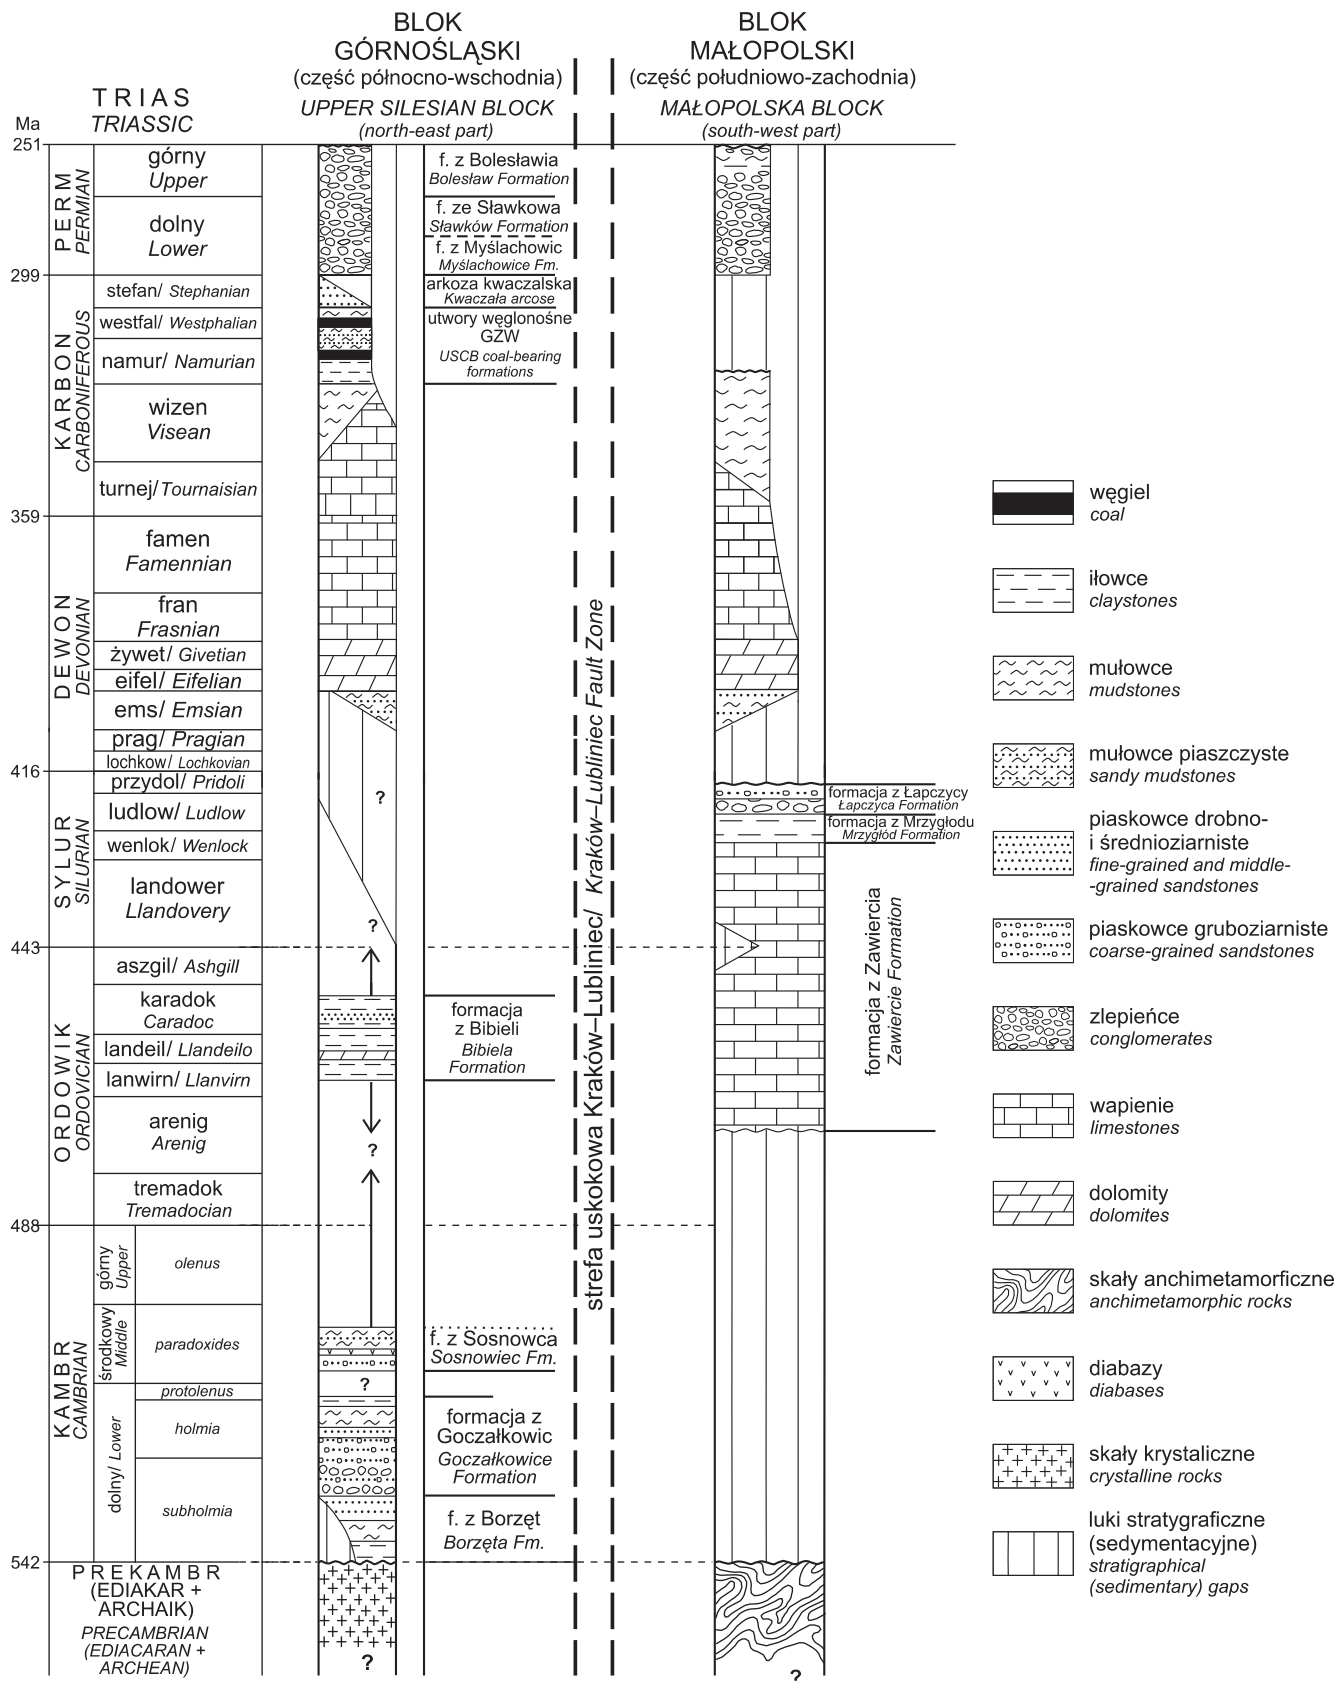 BLOK
GÓRNOŚLĄSKI
(część północno-wschodnia)
UPPER SILESIAN BLOCK
(north-east part)
BLOK
MAŁOPOLSKI
(część południowo-zachodnia)
MAŁOPOLSKA BLOCK
(south-west part)
TRIAS
TRIASSIC
Ma
251
299
359
416
443
488
542
PERM
PERMIAN
górny
Upper
dolny
Lower
KARBON
CARBONIFEROUS
stefan/ Stephanian
westfal/ Westphalian
namur/ Namurian
wizen
Visean
turnej/ Tournaisian
DEWON
DEVONIAN
famen
Famennian
fran
Frasnian
żywet/ Givetian
eifel/ Eifelian
ems/ Emsian
prag/ Pragian
lochkow/ Lochkovian
SYLUR
SILURIAN
przydol/ Pridoli
ludlow/ Ludlow
wenlok/ Wenlock
landower
Llandovery
ORDOWIK
ORDOVICIAN
aszgil/ Ashgill
karadok
Caradoc
landeil/ Llandeilo
lanwirn/ Llanvirn
arenig
Arenig
tremadok
Tremadocian
KAMBR
CAMBRIAN
górny
Upper
olenus
środkowy
Middle
paradoxides
dolny/ Lower
protolenus
holmia
subholmia
PREKAMBR
(EDIAKAR +
ARCHAIK)
PRECAMBRIAN
(EDIACARAN +
ARCHEAN)
f. z Bolesławia
Bolesław Formation
f. ze Sławkowa
Sławków Formation
f. z Myślachowic
Myślachowice Fm.
arkoza kwaczalska
Kwaczała arcose
utwory węglonośne
GZW
USCB coal-bearing
formations
?
?
formacja
z Bibieli
Bibiela
Formation
?
f. z Sosnowca
Sosnowiec Fm.
?
formacja z
Goczałkowic
Goczałkowice
Formation
f. z Borzęt
Borzęta Fm.
?
strefa uskokowa Kraków–Lubliniec/ Kraków–Lubliniec Fault Zone
formacja z Łapczycy
Łapczyca Formation
formacja z Mrzygłodu
Mrzygłód Formation
formacja z Zawiercia
Zawiercie Formation
?
węgiel
coal
iłowce
claystones
mułowce
mudstones
mułowce piaszczyste
sandy mudstones
piaskowce drobno-
i średnioziarniste
fine-grained and middle-
-grained sandstones
piaskowce gruboziarniste
coarse-grained sandstones
zlepieńce
conglomerates
wapienie
limestones
dolomity
dolomites
skały anchimetamorficzne
anchimetamorphic rocks
diabazy
diabases
skały krystaliczne
crystalline rocks
luki stratygraficzne
(sedymentacyjne)
stratigraphical
(sedimentary) gaps